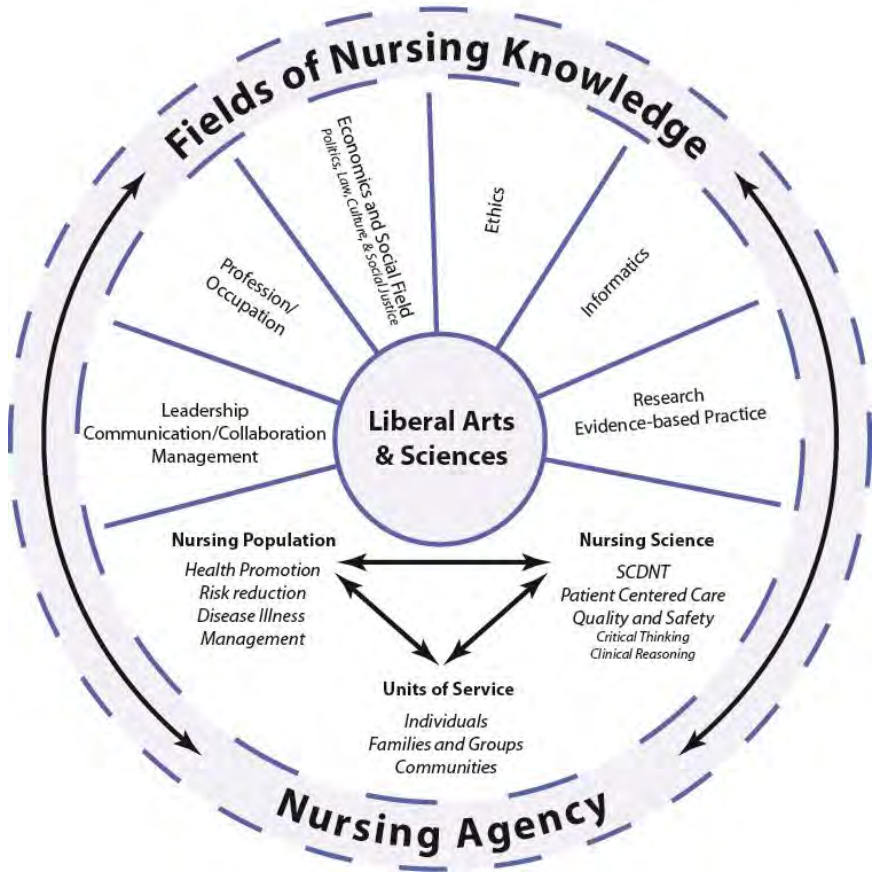 Fields of Nursing Knowledge
Economics and Social Field
Politics, Law, Culture, & Social Justice
Ethics
Profession/
Occupation
Informatics
Leadership
Communication/Collaboration
Management
Research
Evidence-based Practice
Liberal Arts
& Sciences
Nursing Population
Health Promotion
Risk reduction
Disease Illness
Management
Nursing Science
SCDNT
Patient Centered Care
Quality and Safety
Critical Thinking
Clinical Reasoning
Units of Service
Individuals
Families and Groups
Communities
Nursing Agency